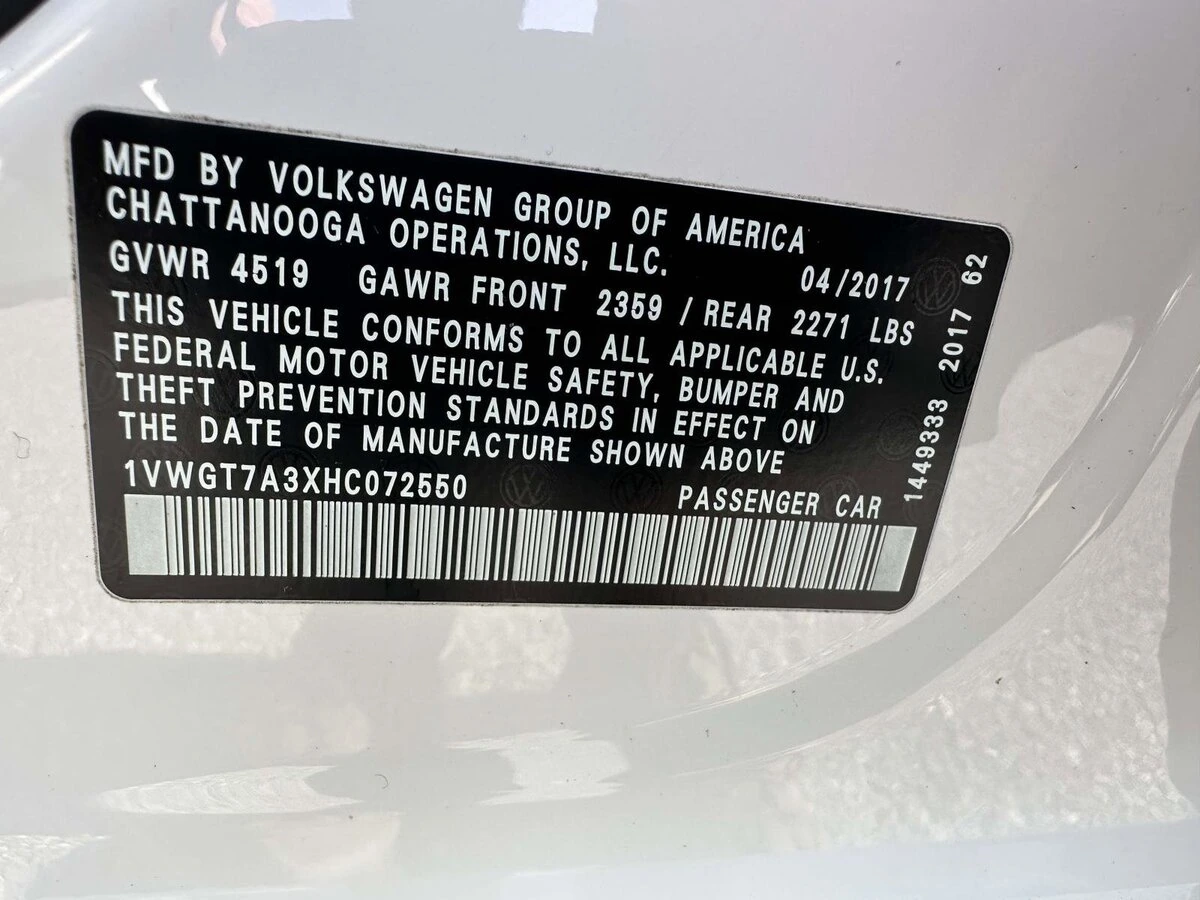 MFD BY VOLKSWAGEN GROUP OF AMERICA
CHATTANOOGA OPERATIONS, LLC. 04/2017
GVWR 4519 GAWR FRONT 2359 / REAR 2271 LBS
THIS VEHICLE CONFORMS TO ALL APPLICABLE U.S.
FEDERAL MOTOR VEHICLE SAFETY, BUMPER AND
THEFT PREVENTION STANDARDS IN EFFECT ON
THE DATE OF MANUFACTURE SHOWN ABOVE
1VWGT7A3XHC072550 PASSENGER CAR
1449333 2017 62